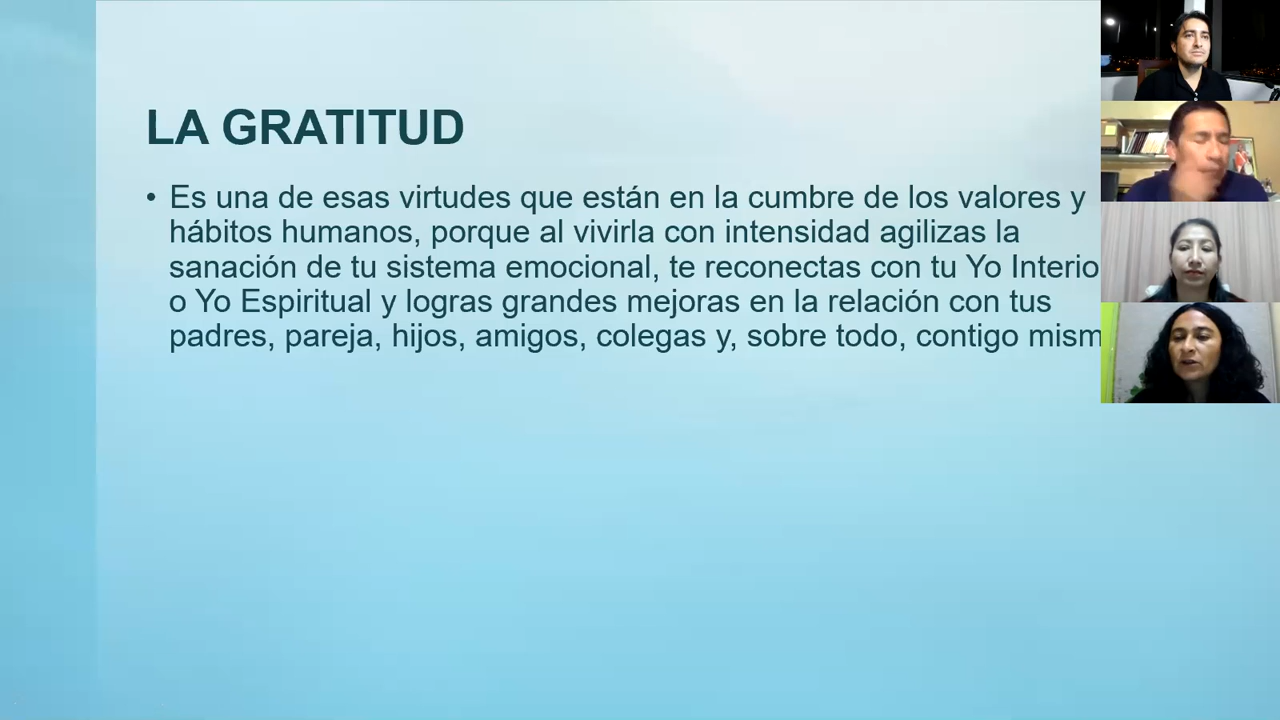 LA GRATITUD
• Es una de esas virtudes que están en la cumbre de los valores y
hábitos humanos, porque al vivirla con intensidad agilizas la
sanación de tu sistema emocional, te reconectas con tu Yo Interio
o Yo Espiritual y logras grandes mejoras en la relación con tus
padres, pareja, hijos, amigos, colegas y, sobre todo, contigo mism